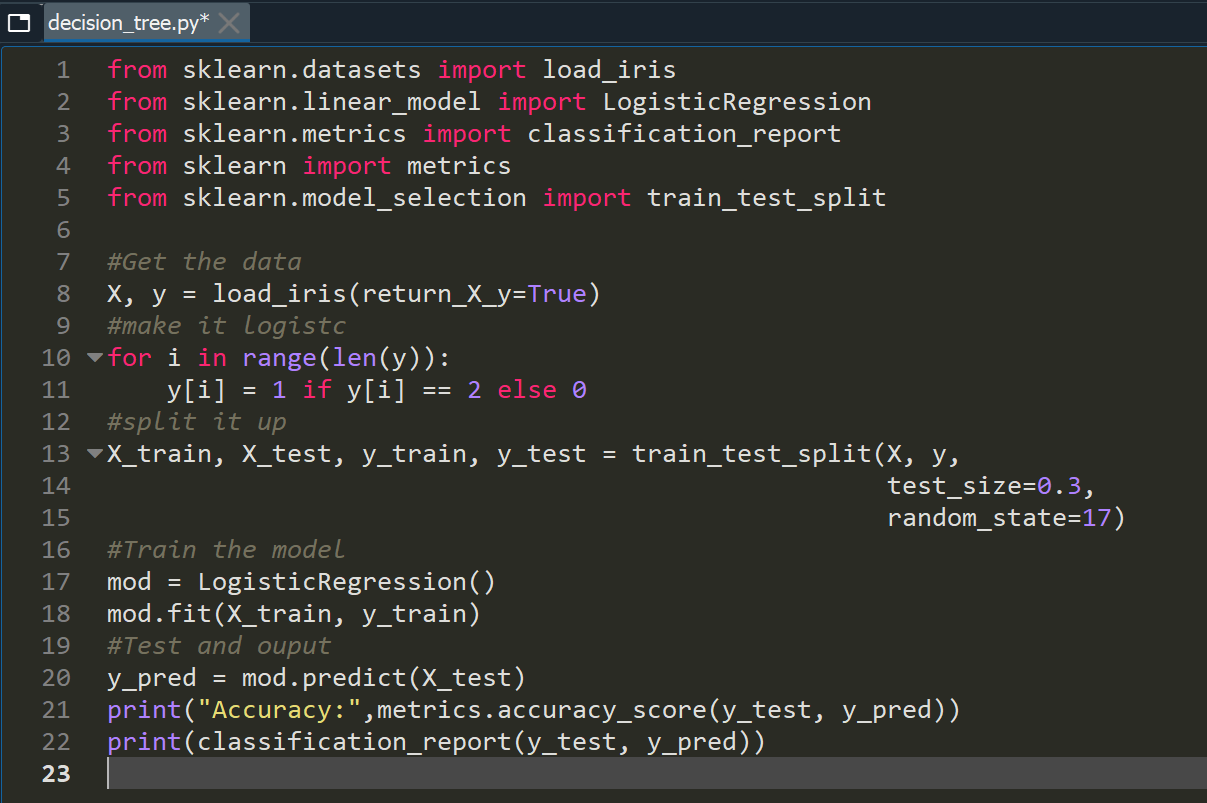 decision_tree.py*
1 from sklearn.datasets import load_iris
2 from sklearn.linear_model import LogisticRegression
3 from sklearn.metrics import classification_report
4 from sklearn import metrics
5 from sklearn.model_selection import train_test_split
6
7 #Get the data
8 X, y = load_iris(return_X_y=True)
9 #make it logistc
10 for i in range(len(y)):
11     y[i] = 1 if y[i] == 2 else 0
12 #split it up
13 X_train, X_test, y_train, y_test = train_test_split(X, y,
14                                                     test_size=0.3,
15                                                     random_state=17)
16 #Train the model
17 mod = LogisticRegression()
18 mod.fit(X_train, y_train)
19 #Test and ouput
20 y_pred = mod.predict(X_test)
21 print("Accuracy:",metrics.accuracy_score(y_test, y_pred))
22 print(classification_report(y_test, y_pred))
23